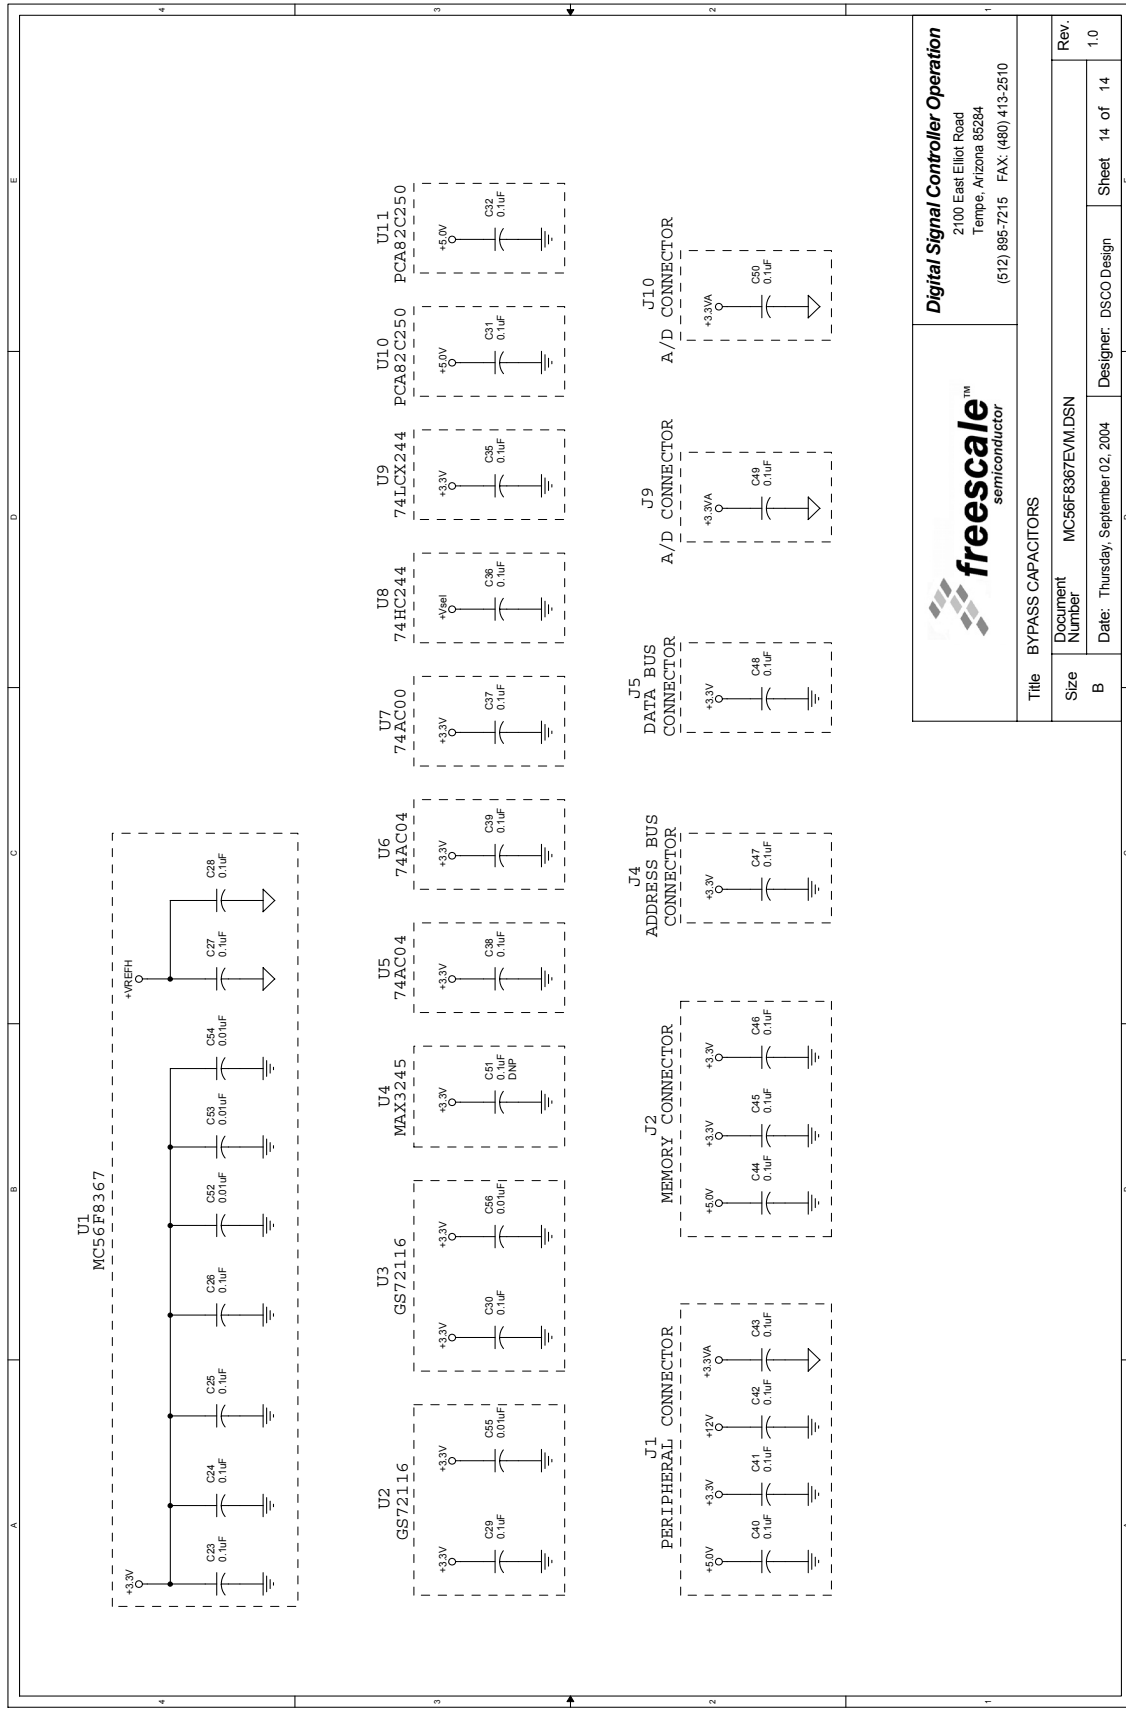 A
B
C
D
E
4
4
U1
MC56F8367
+3.3V
C23
0.1uF
C24
0.1uF
C25
0.1uF
C26
0.1uF
C52
0.01uF
C53
0.01uF
C54
0.01uF
+VREFH
C27
0.1uF
C28
0.1uF
3
3
U2
GS72116
+3.3V
C29
0.1uF
+3.3V
C55
0.01uF
U3
GS72116
+3.3V
C30
0.1uF
+3.3V
C56
0.01uF
U4
MAX3245
+3.3V
C51
0.1uF
DNP
U5
74AC04
+3.3V
C38
0.1uF
U6
74AC04
+3.3V
C39
0.1uF
U7
74AC00
+3.3V
C37
0.1uF
U8
74HC244
+Vsel
C36
0.1uF
U9
74LCX244
+3.3V
C35
0.1uF
U10
PCA82C250
+5.0V
C31
0.1uF
U11
PCA82C250
+5.0V
C32
0.1uF
2
2
J1
PERIPHERAL CONNECTOR
+5.0V
C40
0.1uF
+3.3V
C41
0.1uF
+12V
C42
0.1uF
+3.3VA
C43
0.1uF
J2
MEMORY CONNECTOR
+5.0V
C44
0.1uF
+3.3V
C45
0.1uF
+3.3V
C46
0.1uF
J4
ADDRESS BUS
CONNECTOR
+3.3V
C47
0.1uF
J5
DATA BUS
CONNECTOR
+3.3V
C48
0.1uF
J9
A/D CONNECTOR
+3.3VA
C49
0.1uF
J10
A/D CONNECTOR
+3.3VA
C50
0.1uF
1
1
freescale™
semiconductor
Digital Signal Controller Operation
2100 East Elliot Road
Tempe, Arizona 85284
(512) 895-7215 FAX: (480) 413-2510
Title BYPASS CAPACITORS
Size
B
Document
Number
MC56F8367EVM.DSN
Rev.
1.0
Date: Thursday, September 02, 2004
Designer: DSCO Design
Sheet 14 of 14